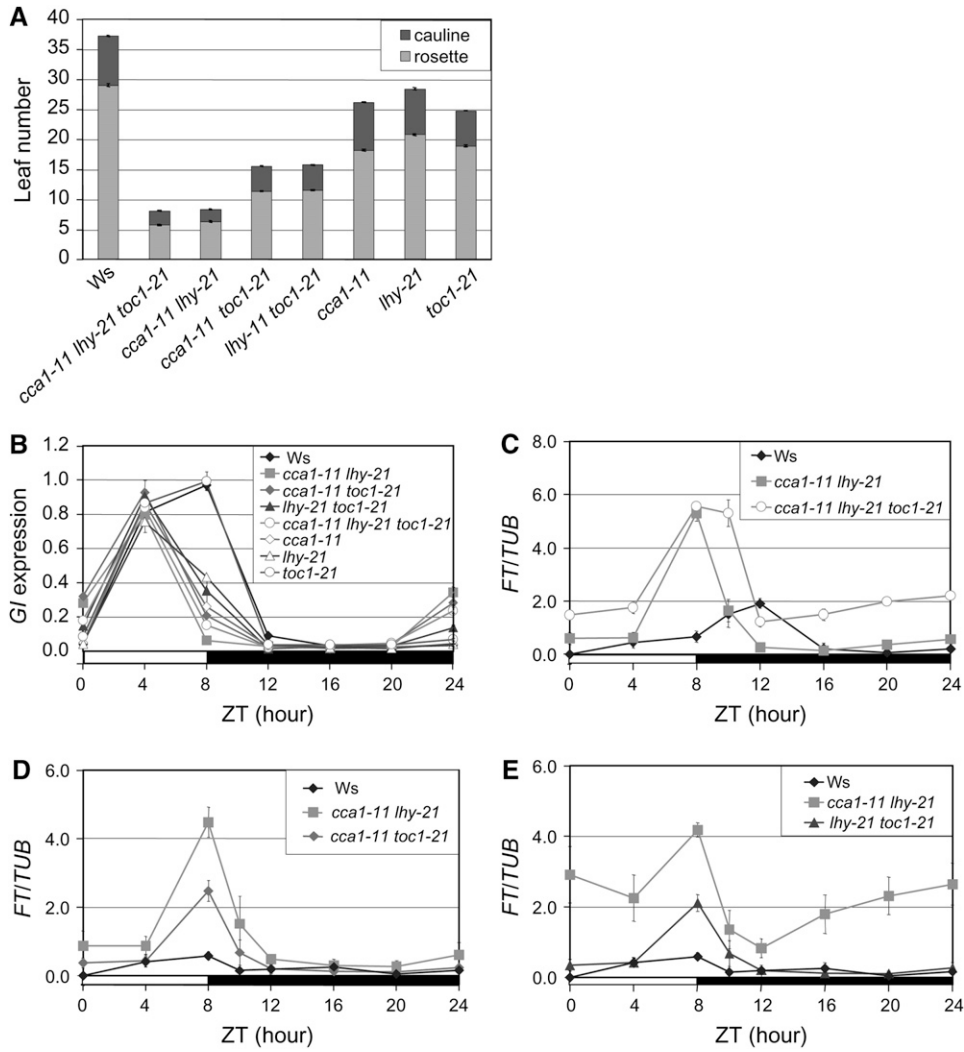 A
Leaf number
40
35
30
25
20
15
10
5
0
cauline
rosette
Ws
cca1-11 lhy-21 toc1-21
cca1-11 lhy-21
cca1-11 toc1-21
lhy-11 toc1-21
cca1-11
lhy-21
toc1-21
B
GI expression
1.2
1.0
0.8
0.6
0.4
0.2
0.0
Ws
cca1-11 lhy-21
cca1-11 toc1-21
lhy-21 toc1-21
cca1-11 lhy-21 toc1-21
cca1-11
lhy-21
toc1-21
0 4 8 12 16 20 24
ZT (hour)
C
FT/TUB
8.0
6.0
4.0
2.0
0.0
Ws
cca1-11 lhy-21
cca1-11 lhy-21 toc1-21
0 4 8 12 16 20 24
ZT (hour)
D
FT/TUB
6.0
4.0
2.0
0.0
Ws
cca1-11 lhy-21
cca1-11 toc1-21
0 4 8 12 16 20 24
ZT (hour)
E
FT/TUB
6.0
4.0
2.0
0.0
Ws
cca1-11 lhy-21
lhy-21 toc1-21
0 4 8 12 16 20 24
ZT (hour)